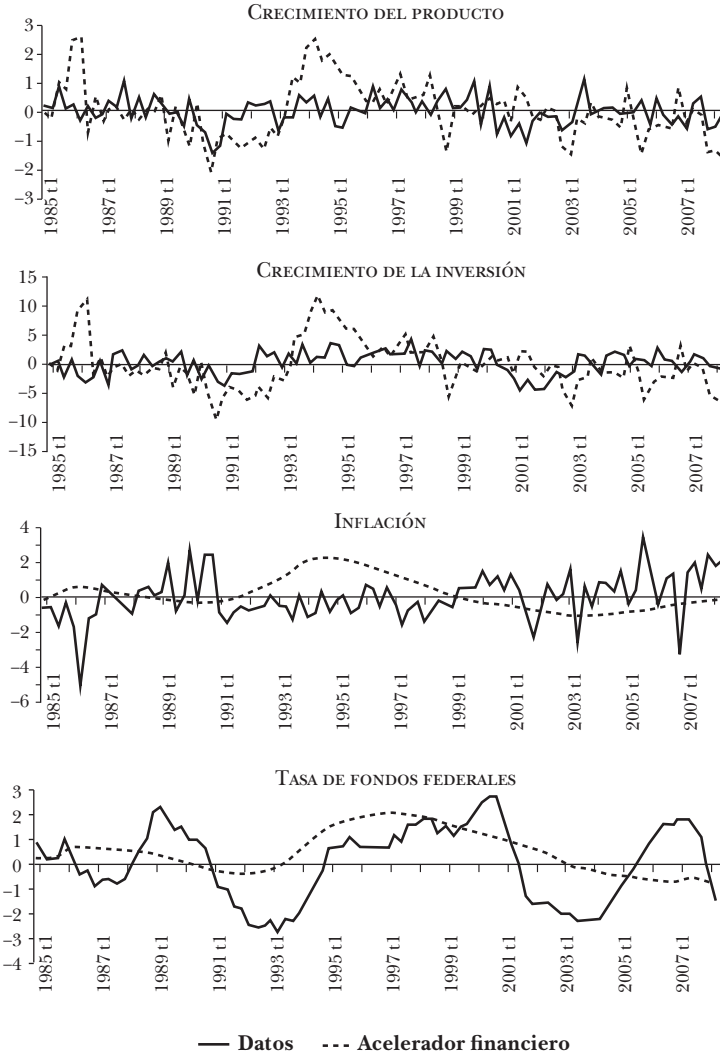 CRECIMIENTO DEL PRODUCTO
3
2
1
0
−1
−2
−3
1985 t1
1987 t1
1989 t1
1991 t1
1993 t1
1995 t1
1997 t1
1999 t1
2001 t1
2003 t1
2005 t1
2007 t1
CRECIMIENTO DE LA INVERSIÓN
15
10
5
0
−5
−10
−15
1985 t1
1987 t1
1989 t1
1991 t1
1993 t1
1995 t1
1997 t1
1999 t1
2001 t1
2003 t1
2005 t1
2007 t1
INFLACIÓN
4
2
0
−2
−4
−6
1985 t1
1987 t1
1989 t1
1991 t1
1993 t1
1995 t1
1997 t1
1999 t1
2001 t1
2003 t1
2005 t1
2007 t1
TASA DE FONDOS FEDERALES
3
2
1
0
−1
−2
−3
−4
1985 t1
1987 t1
1989 t1
1991 t1
1993 t1
1995 t1
1997 t1
1999 t1
2001 t1
2003 t1
2005 t1
2007 t1
Datos Acelerador financiero